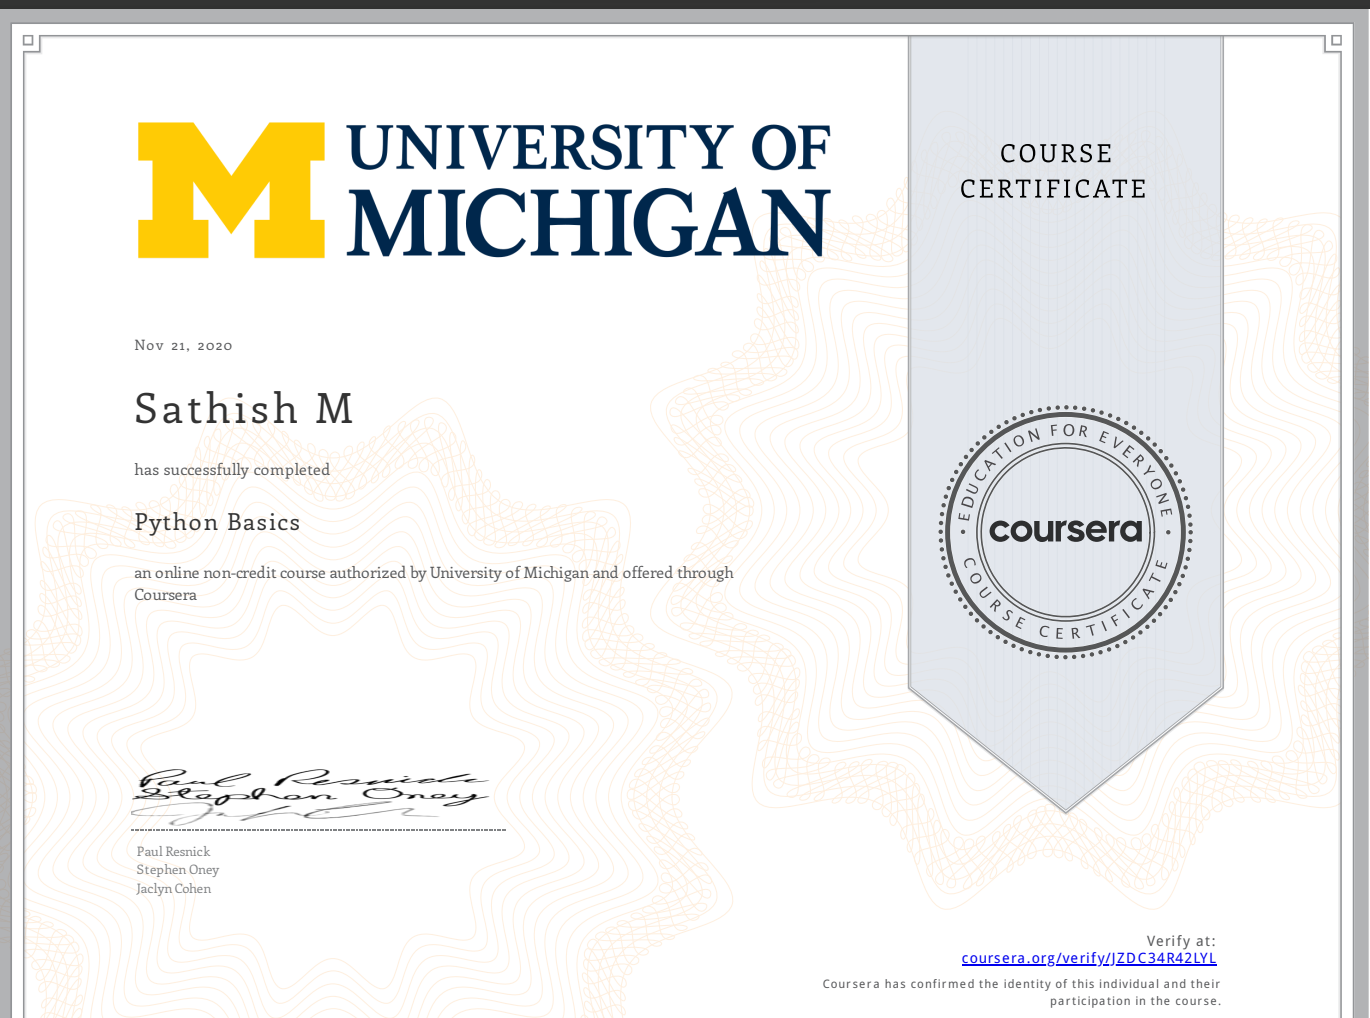 UNIVERSITY OF
MICHIGAN
COURSE
CERTIFICATE
Nov 21, 2020
Sathish M
has successfully completed
Python Basics
an online non-credit course authorized by University of Michigan and offered through
Coursera
EDUCATION FOR EVERYONE
coursera
COURSE CERTIFICATE
Paul Resnick
Stephen Oney
Paul Resnick
Stephen Oney
Jaclyn Cohen
Verify at:
coursera.org/verify/JZDC34R42LYL
Coursera has confirmed the identity of this individual and their
participation in the course.